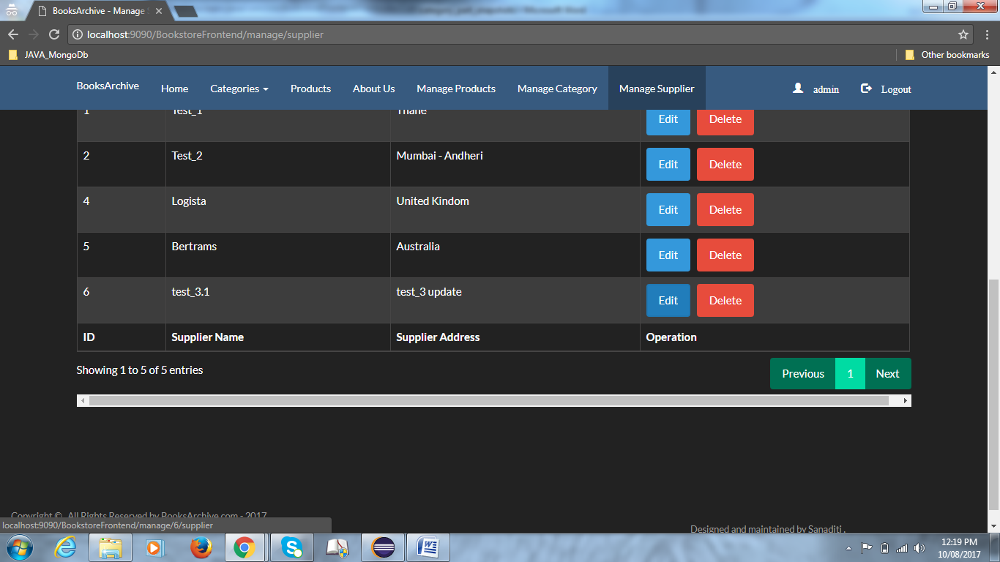 BooksArchive - Manage S
localhost:9090/BookstoreFrontend/manage/supplier
JAVA_MongoDb
Other bookmarks
BooksArchive Home Categories Products About Us Manage Products Manage Category Manage Supplier admin Logout
1 Test_1 Thane Edit Delete
2 Test_2 Mumbai - Andheri Edit Delete
4 Logista United Kindom Edit Delete
5 Bertrams Australia Edit Delete
6 test_3.1 test_3 update Edit Delete
ID Supplier Name Supplier Address Operation
Showing 1 to 5 of 5 entries
Previous 1 Next
Copyright © All Rights Reserved by BooksArchive.com - 2017
localhost:9090/BookstoreFrontend/manage/6/supplier
Designed and maintained by Sanaditi .
12:19 PM
10/08/2017